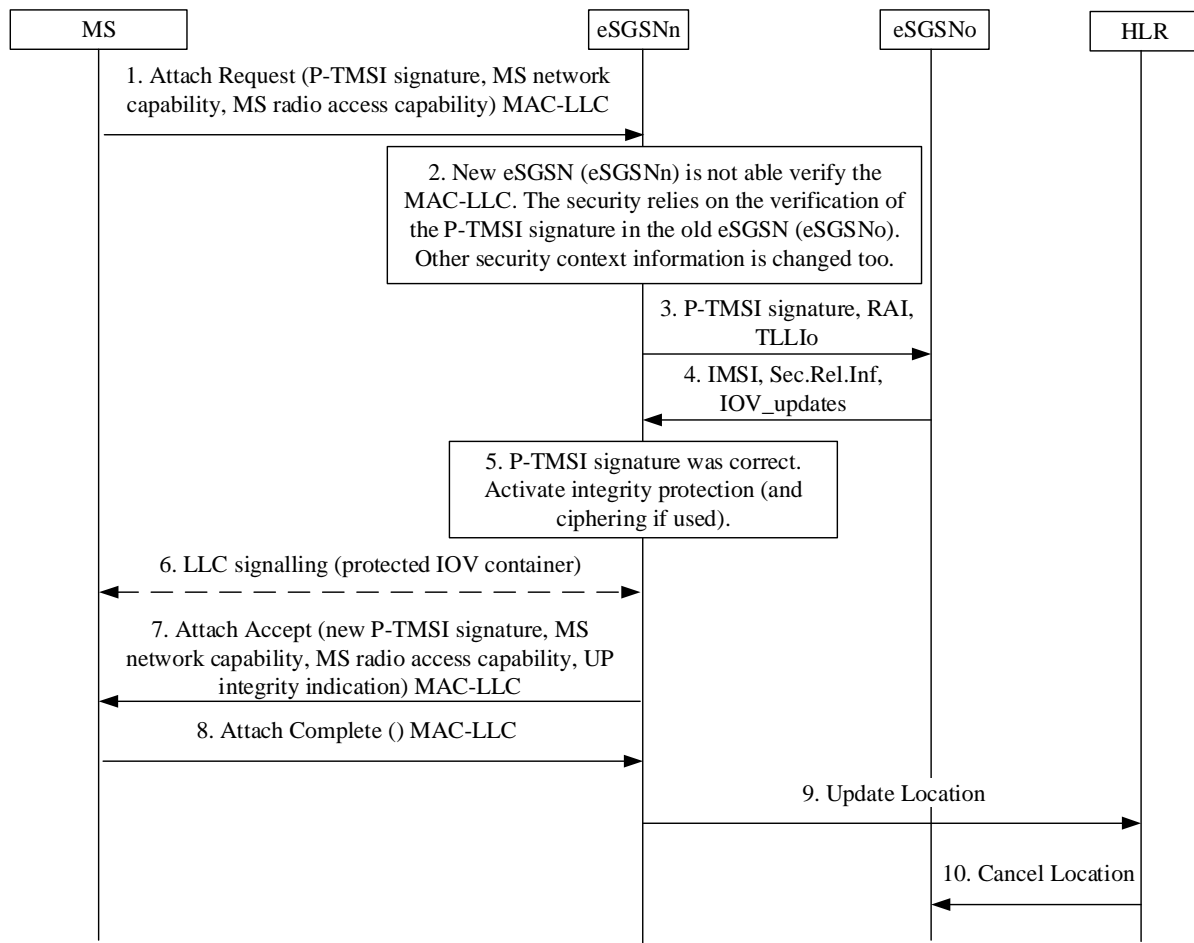 MS
eSGSNn
eSGSNo
HLR
1. Attach Request (P-TMSI signature, MS network
capability, MS radio access capability) MAC-LLC
2. New eSGSN (eSGSNn) is not able verify the
MAC-LLC. The security relies on the verification of
the P-TMSI signature in the old eSGSN (eSGSNo).
Other security context information is changed too.
3. P-TMSI signature, RAI,
TLLIo
4. IMSI, Sec.Rel.Inf,
IOV_updates
5. P-TMSI signature was correct.
Activate integrity protection (and
ciphering if used).
6. LLC signalling (protected IOV container)
7. Attach Accept (new P-TMSI signature, MS
network capability, MS radio access capability, UP
integrity indication) MAC-LLC
8. Attach Complete () MAC-LLC
9. Update Location
10. Cancel Location